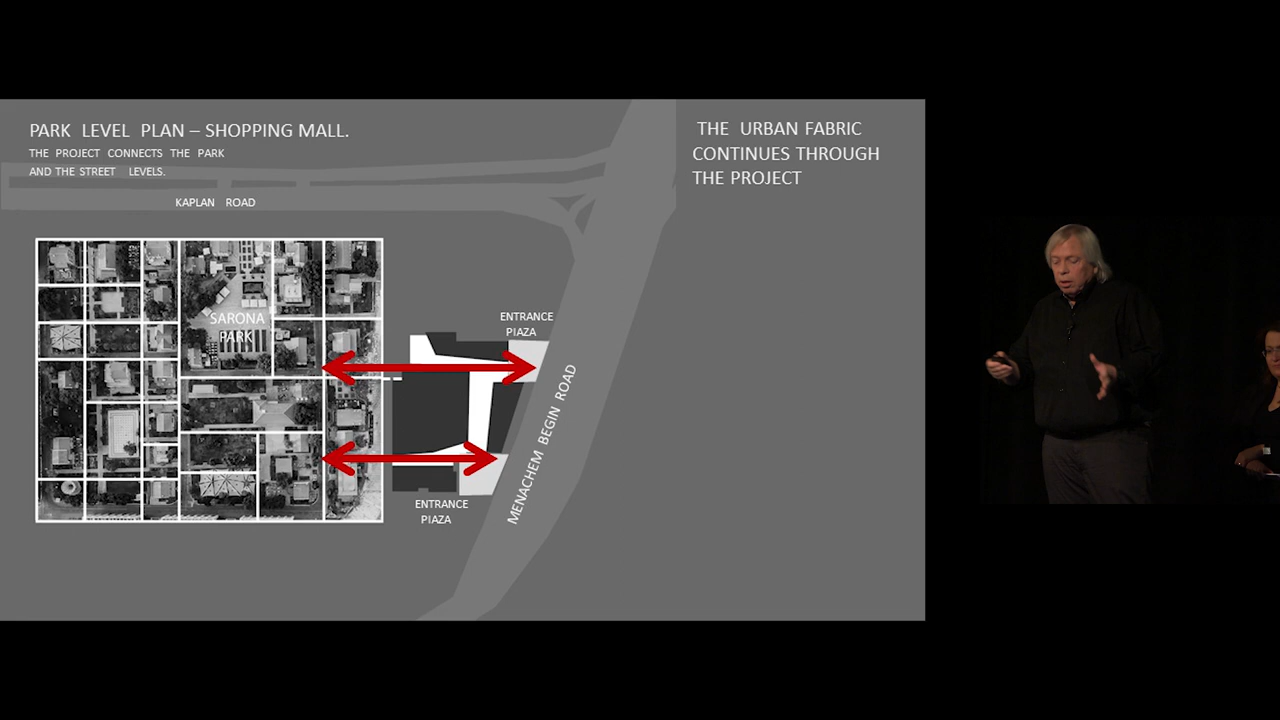 PARK LEVEL PLAN – SHOPPING MALL.
THE PROJECT CONNECTS THE PARK
AND THE STREET LEVELS.
KAPLAN ROAD
THE URBAN FABRIC
CONTINUES THROUGH
THE PROJECT
SARONA
PARK
ENTRANCE
PIAZA
MENACHEM BEGIN ROAD
ENTRANCE
PIAZA